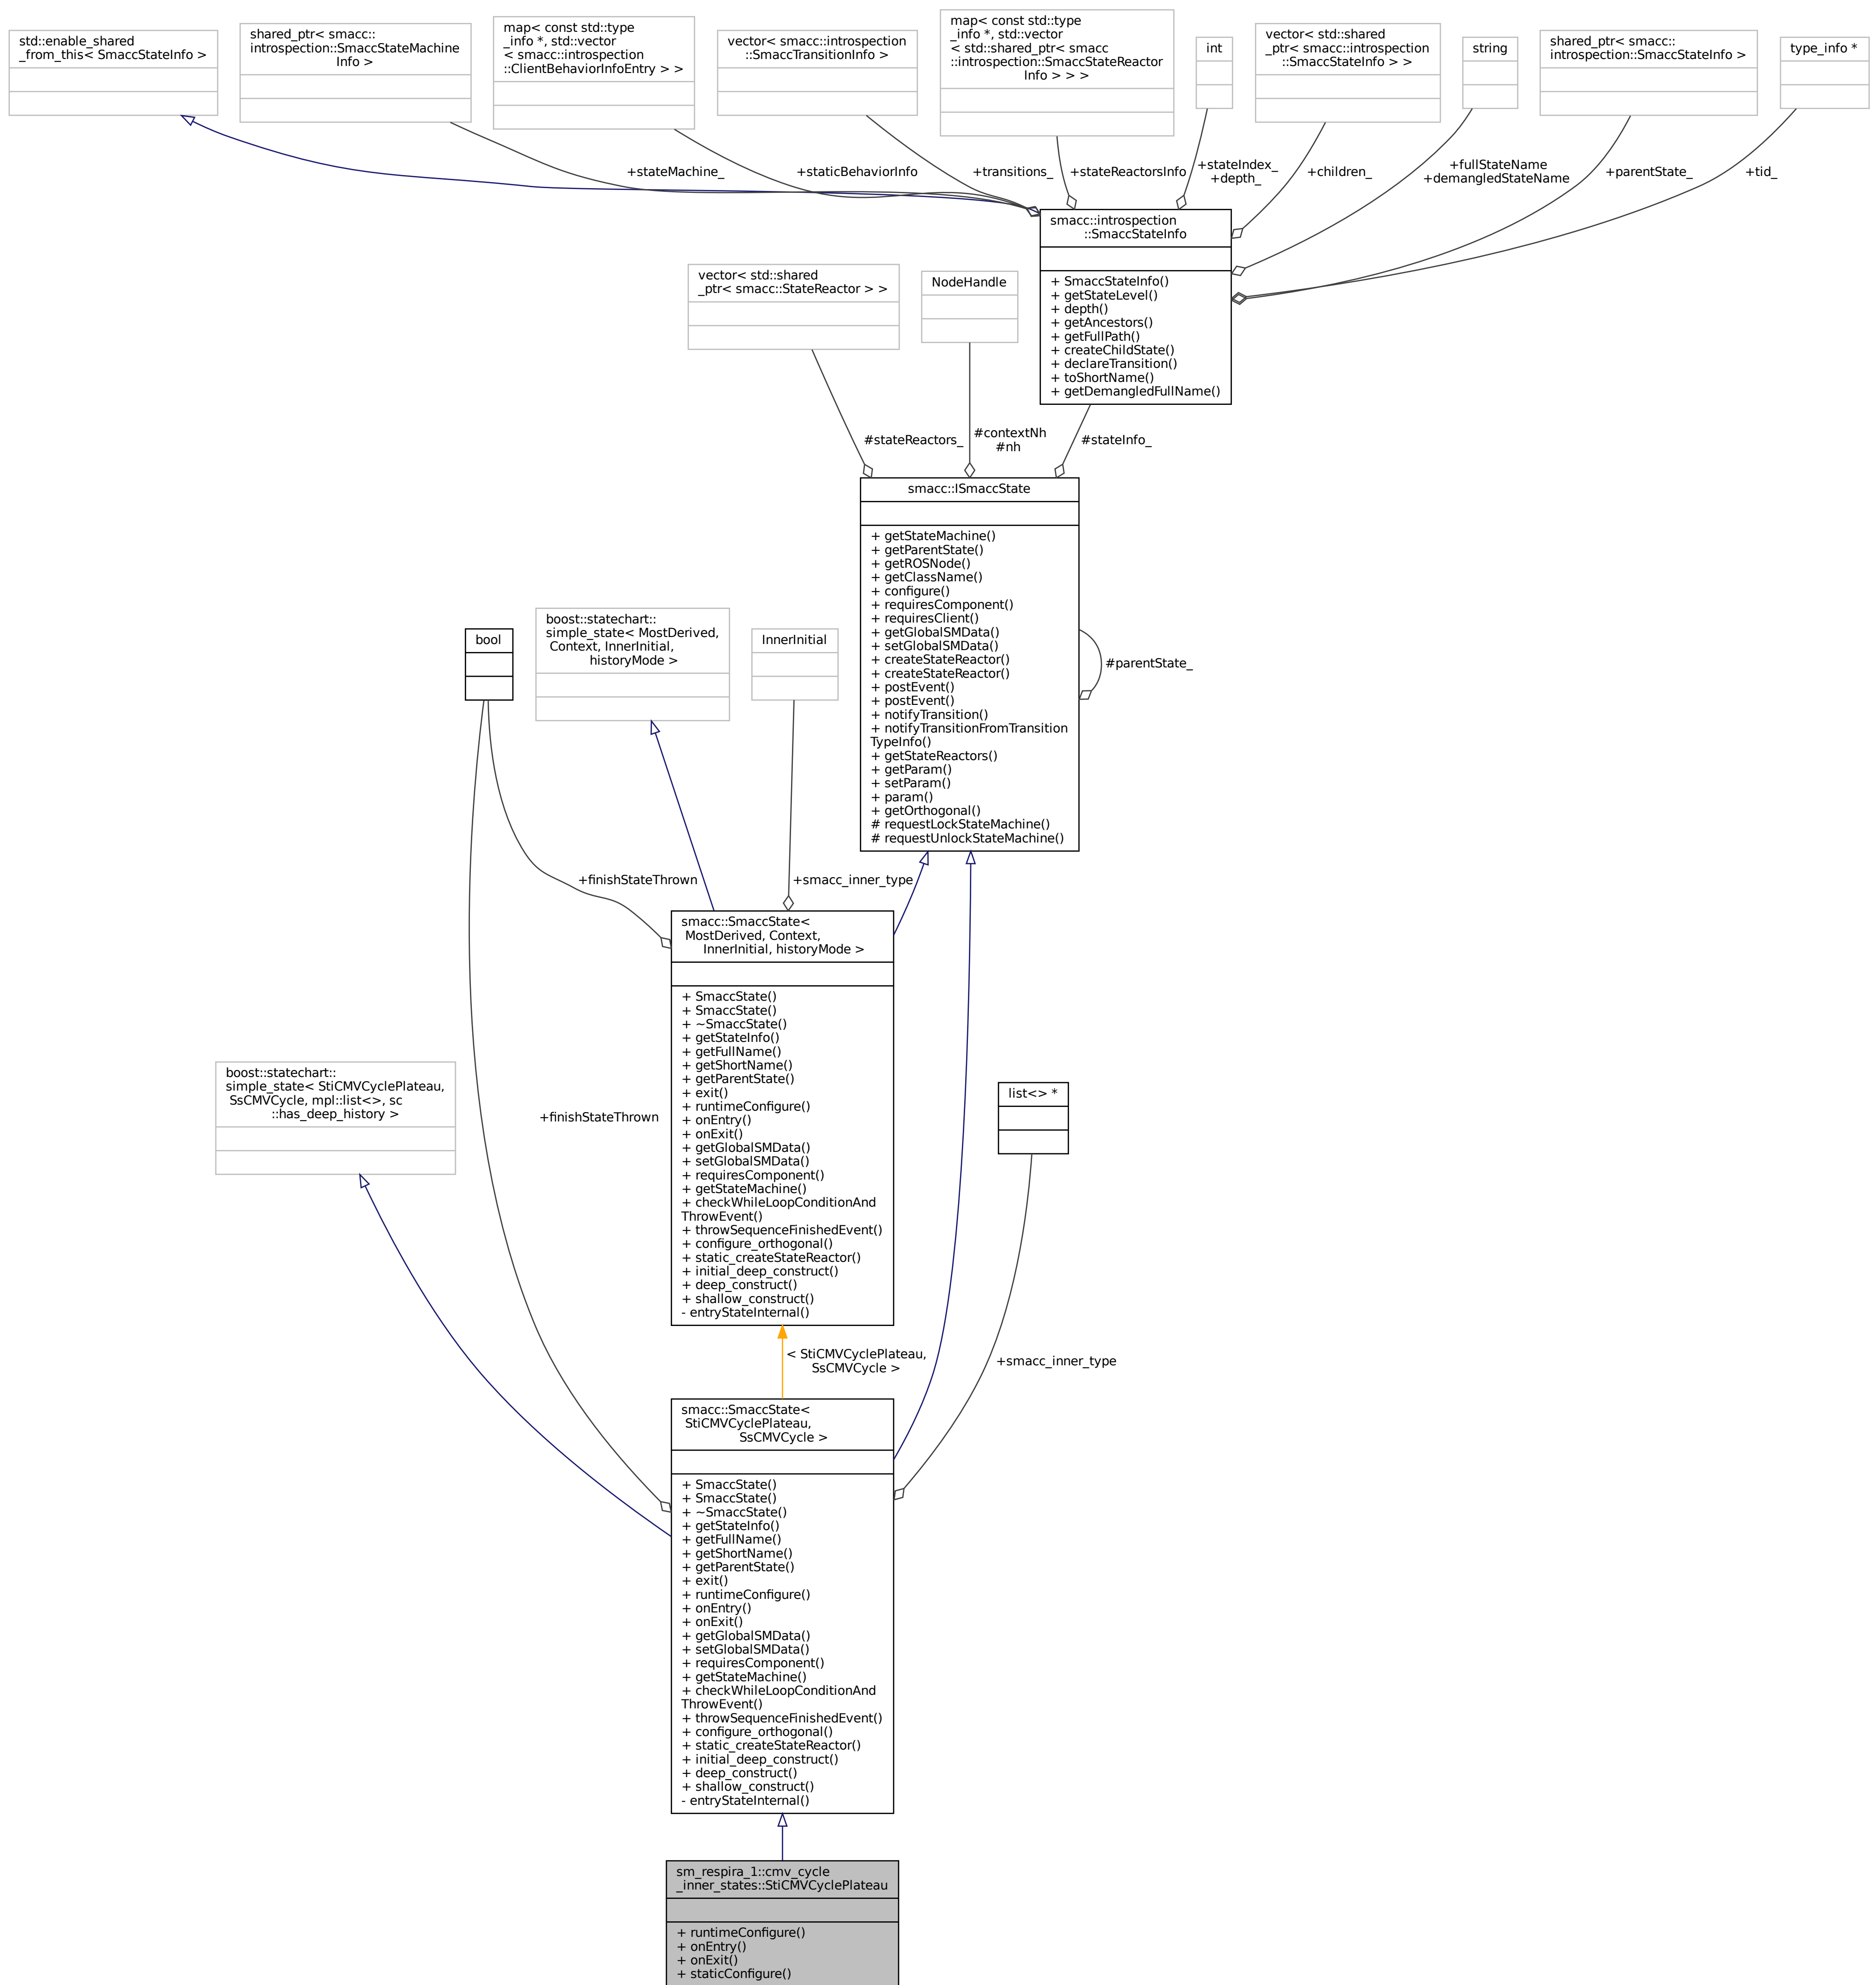 std::enable_shared
_from_this< SmaccStateInfo >
shared_ptr< smacc::
introspection::SmaccStateMachine
Info >
map< const std::type
_info *, std::vector
< smacc::introspection
::ClientBehaviorInfoEntry > >
vector< smacc::introspection
::SmaccTransitionInfo >
map< const std::type
_info *, std::vector
< std::shared_ptr< smacc
::introspection::SmaccStateReactor
Info > > >
int
vector< std::shared
_ptr< smacc::introspection
::SmaccStateInfo > >
string
shared_ptr< smacc::
introspection::SmaccStateInfo >
type_info *
+stateMachine_
+staticBehaviorInfo
+transitions_
+stateReactorsInfo
+stateIndex_
+depth_
+children_
+fullStateName
+demangledStateName
+parentState_
+tid_
smacc::introspection
::SmaccStateInfo
+ SmaccStateInfo()
+ getStateLevel()
+ depth()
+ getAncestors()
+ getFullPath()
+ createChildState()
+ declareTransition()
+ toShortName()
+ getDemangledFullName()
vector< std::shared
_ptr< smacc::StateReactor > >
NodeHandle
#stateReactors_
#contextNh
#nh
#stateInfo_
smacc::ISmaccState
+ getStateMachine()
+ getParentState()
+ getROSNode()
+ getClassName()
+ configure()
+ requiresComponent()
+ requiresClient()
+ getGlobalSMData()
+ setGlobalSMData()
+ createStateReactor()
+ createStateReactor()
+ postEvent()
+ postEvent()
+ notifyTransition()
+ notifyTransitionFromTransition
TypeInfo()
+ getStateReactors()
+ getParam()
+ setParam()
+ param()
+ getOrthogonal()
# requestLockStateMachine()
# requestUnlockStateMachine()
#parentState_
bool
boost::statechart::
simple_state< MostDerived,
Context, InnerInitial,
historyMode >
InnerInitial
+finishStateThrown
+smacc_inner_type
smacc::SmaccState<
MostDerived, Context,
InnerInitial, historyMode >
+ SmaccState()
+ SmaccState()
+ ~SmaccState()
+ getStateInfo()
+ getFullName()
+ getShortName()
+ getParentState()
+ exit()
+ runtimeConfigure()
+ onEntry()
+ onExit()
+ getGlobalSMData()
+ setGlobalSMData()
+ requiresComponent()
+ getStateMachine()
+ checkWhileLoopConditionAnd
ThrowEvent()
+ throwSequenceFinishedEvent()
+ configure_orthogonal()
+ static_createStateReactor()
+ initial_deep_construct()
+ deep_construct()
+ shallow_construct()
- entryStateInternal()
boost::statechart::
simple_state< StiCMVCyclePlateau,
SsCMVCycle, mpl::list<>, sc
::has_deep_history >
+finishStateThrown
list<> *
< StiCMVCyclePlateau,
SsCMVCycle >
+smacc_inner_type
smacc::SmaccState<
StiCMVCyclePlateau,
SsCMVCycle >
+ SmaccState()
+ SmaccState()
+ ~SmaccState()
+ getStateInfo()
+ getFullName()
+ getShortName()
+ getParentState()
+ exit()
+ runtimeConfigure()
+ onEntry()
+ onExit()
+ getGlobalSMData()
+ setGlobalSMData()
+ requiresComponent()
+ getStateMachine()
+ checkWhileLoopConditionAnd
ThrowEvent()
+ throwSequenceFinishedEvent()
+ configure_orthogonal()
+ static_createStateReactor()
+ initial_deep_construct()
+ deep_construct()
+ shallow_construct()
- entryStateInternal()
sm_respira_1::cmv_cycle
_inner_states::StiCMVCyclePlateau
+ runtimeConfigure()
+ onEntry()
+ onExit()
+ staticConfigure()